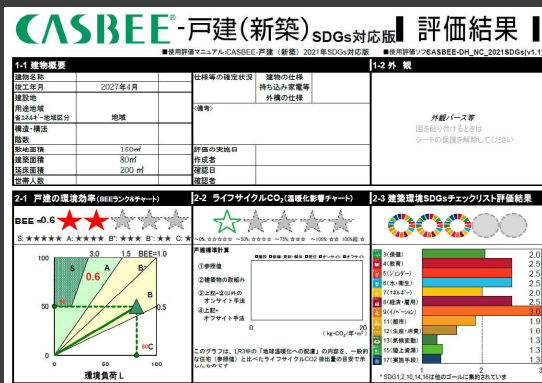 CASBEE®-戸建(新築)SDGs対応版 評価結果
■使用評価マニュアル:CASBEE-戸建(新築)2021年SDGs対応版 ■使用評価ソフト:CASBEE-DH_NC_2021SDGs(v1.1)
1-1 建物概要
1-2 外 観
建物名称
竣工年月 2027年4月
建設地
用途地域
省エネルギー地域区分 地域
構造・構法
階数
敷地面積 160㎡
建築面積 80㎡
延床面積 200 ㎡
世帯人数
仕様等の確定状況 建物の仕様
持ち込み家電等
外構の仕様
<備考>
評価の実施日
作成者
確認日
確認者
外観パース等
図を貼り付けるときは
シートの保護を解除してください
2-1 戸建の環境効率(BEEランク&チャート)
BEE =0.6 ★★★★★
S: ★★★★★ A: ★★★★ B⁺: ★★★ B⁻: ★★ C: ★
3.0 1.5 BEE=1.0
100
S A B⁺
0.6
B
0.5
50
C
0
0 50 100
環境負荷 L
2-2 ライフサイクルCO₂(温暖化影響チャート)
戸建標準計算
①参照値
②建築物の取組み
③上記+②以外の
オンサイト手法
④上記+
オフサイト手法
0 20
( kg-CO₂/年・㎡ )
このグラフは、LR3中の「地球温暖化への配慮」の内容を、一般的
な住宅(参照値)と比べたライフサイクルCO2 排出量の目安で示
したものです
2-3 建築環境SDGsチェックリスト評価結果
3(保健) 2.0
4(教育) 2.5
5(ジェンダー) 2.5
6(水・衛生) 2.5
7(エネルギー) 2.0
8(経済・雇用) 2.5
9(イノベーション) 3.0
11(都市) 1.9
12(生産・消費) 1.6
13(気候変動) 1.3
15(陸上資源) 1.3
17(実施手段) 1.3
1 2 3
* SDG1,2,10,14,16は他のゴールに集約されています